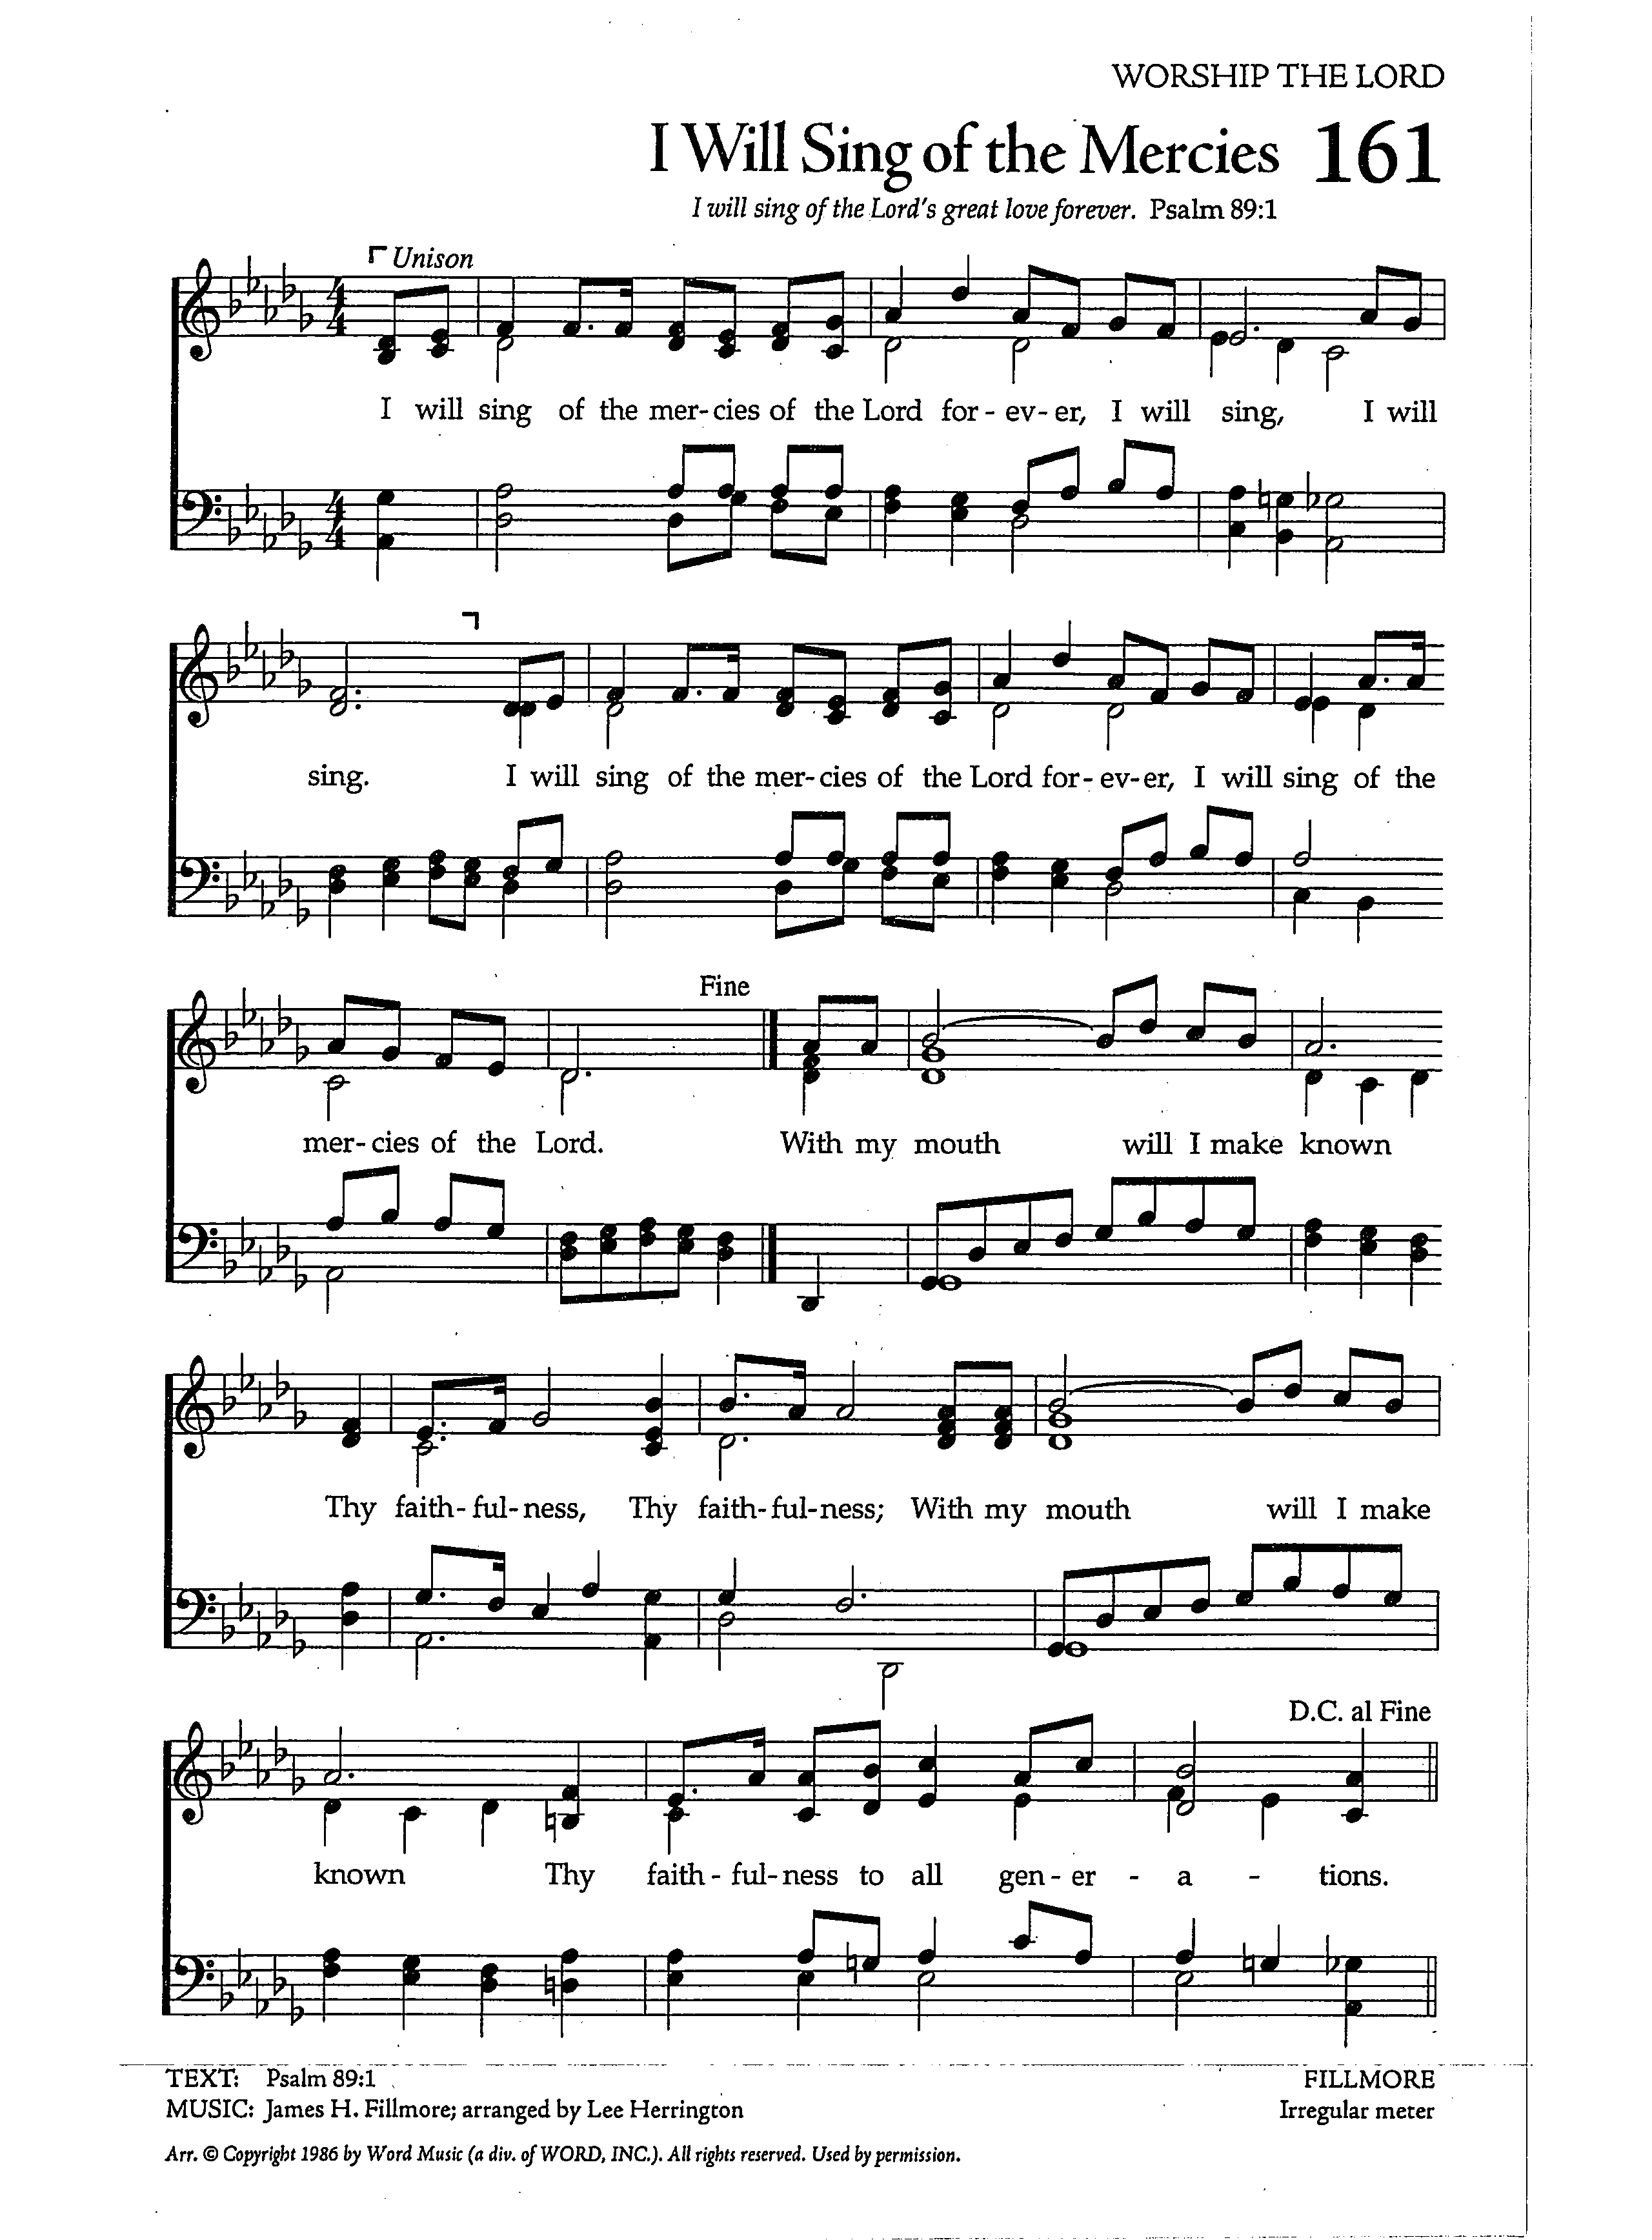 WORSHIP THE LORD
I Will Sing of the Mercies 161
I will sing of the Lord's great love forever. Psalm 89:1
Unison
I will sing of the mer-cies of the Lord for-ev-er, I will sing, I will
sing. I will sing of the mer-cies of the Lord for-ev-er, I will sing of the
Fine
mer-cies of the Lord. With my mouth will I make known
Thy faith-ful-ness, Thy faith-ful-ness; With my mouth will I make
D.C. al Fine
known Thy faith-ful-ness to all gen-er-a-tions.
TEXT: Psalm 89:1 FILLMORE
MUSIC: James H. Fillmore; arranged by Lee Herrington Irregular meter
Arr. © Copyright 1986 by Word Music (a div. of WORD, INC.). All rights reserved. Used by permission.